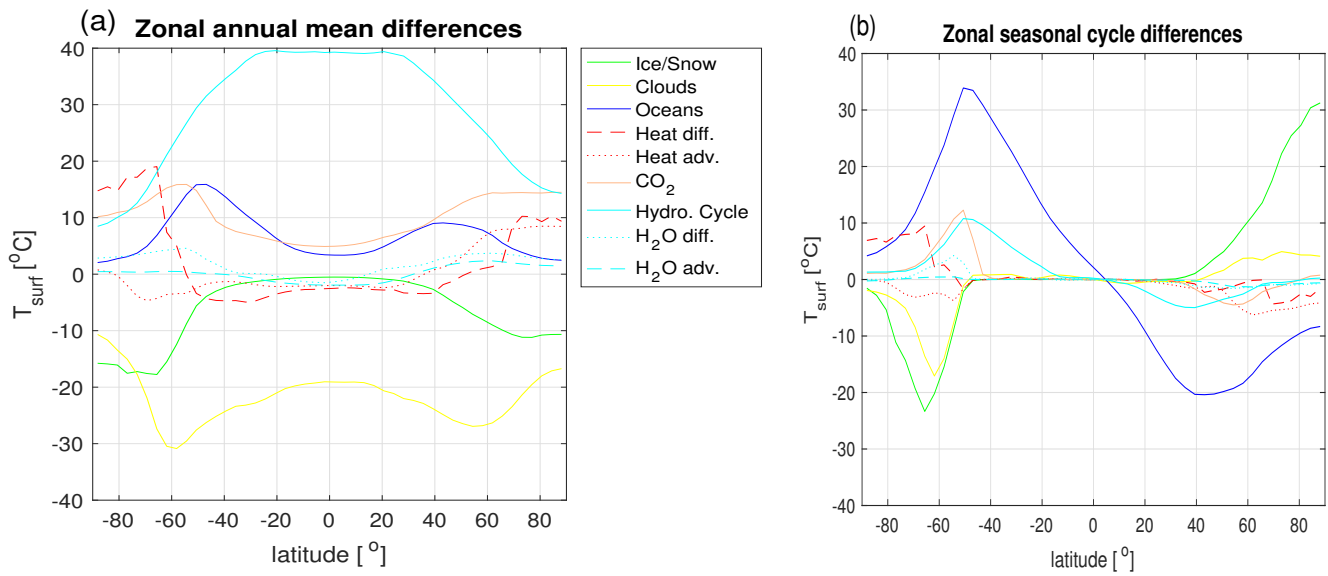 (a)
Zonal annual mean differences
40
30
20
10
0
-10
-20
-30
-40
T_surf [°C]
-80 -60 -40 -20 0 20 40 60 80
latitude [ °]
Ice/Snow
Clouds
Oceans
Heat diff.
Heat adv.
CO₂
Hydro. Cycle
H₂O diff.
H₂O adv.
(b)
Zonal seasonal cycle differences
40
30
20
10
0
-10
-20
-30
-40
T_surf [°C]
-80 -60 -40 -20 0 20 40 60 80
latitude [ °]